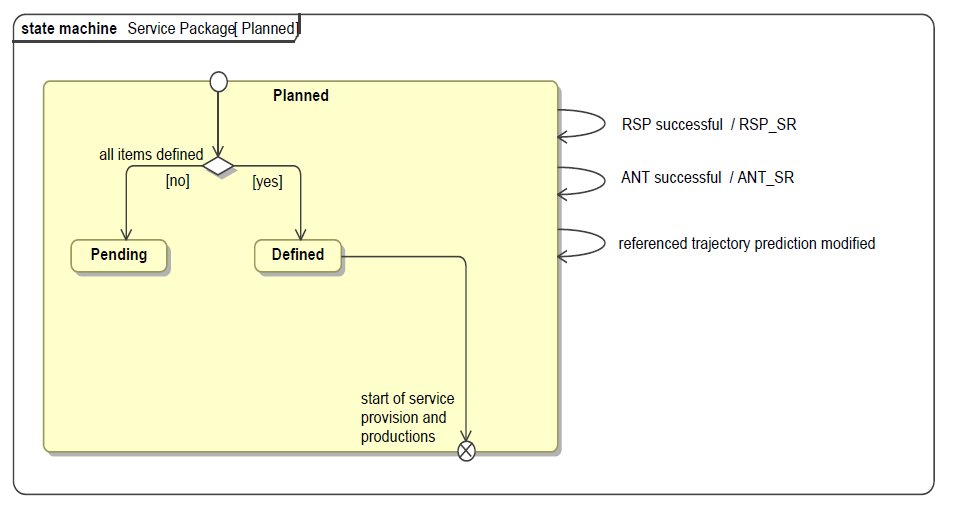 state machine Service Package[ Planned]
Planned
RSP successful / RSP_SR
all items defined
[no]
[yes]
ANT successful / ANT_SR
Pending
Defined
referenced trajectory prediction modified
start of service
provision and
productions